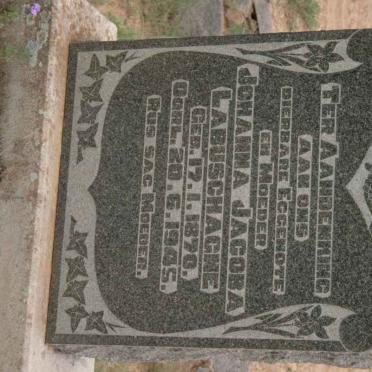 TER AANDENKING
AAN ONS
DIERBARE EGGENOTE
EN MOEDER
JOHANNA JACOBA
LABUSCHAGNE
GEB. 17. 1. 1870.
OORL. 20. 6. 1945.
RUS SAG MOEDER.